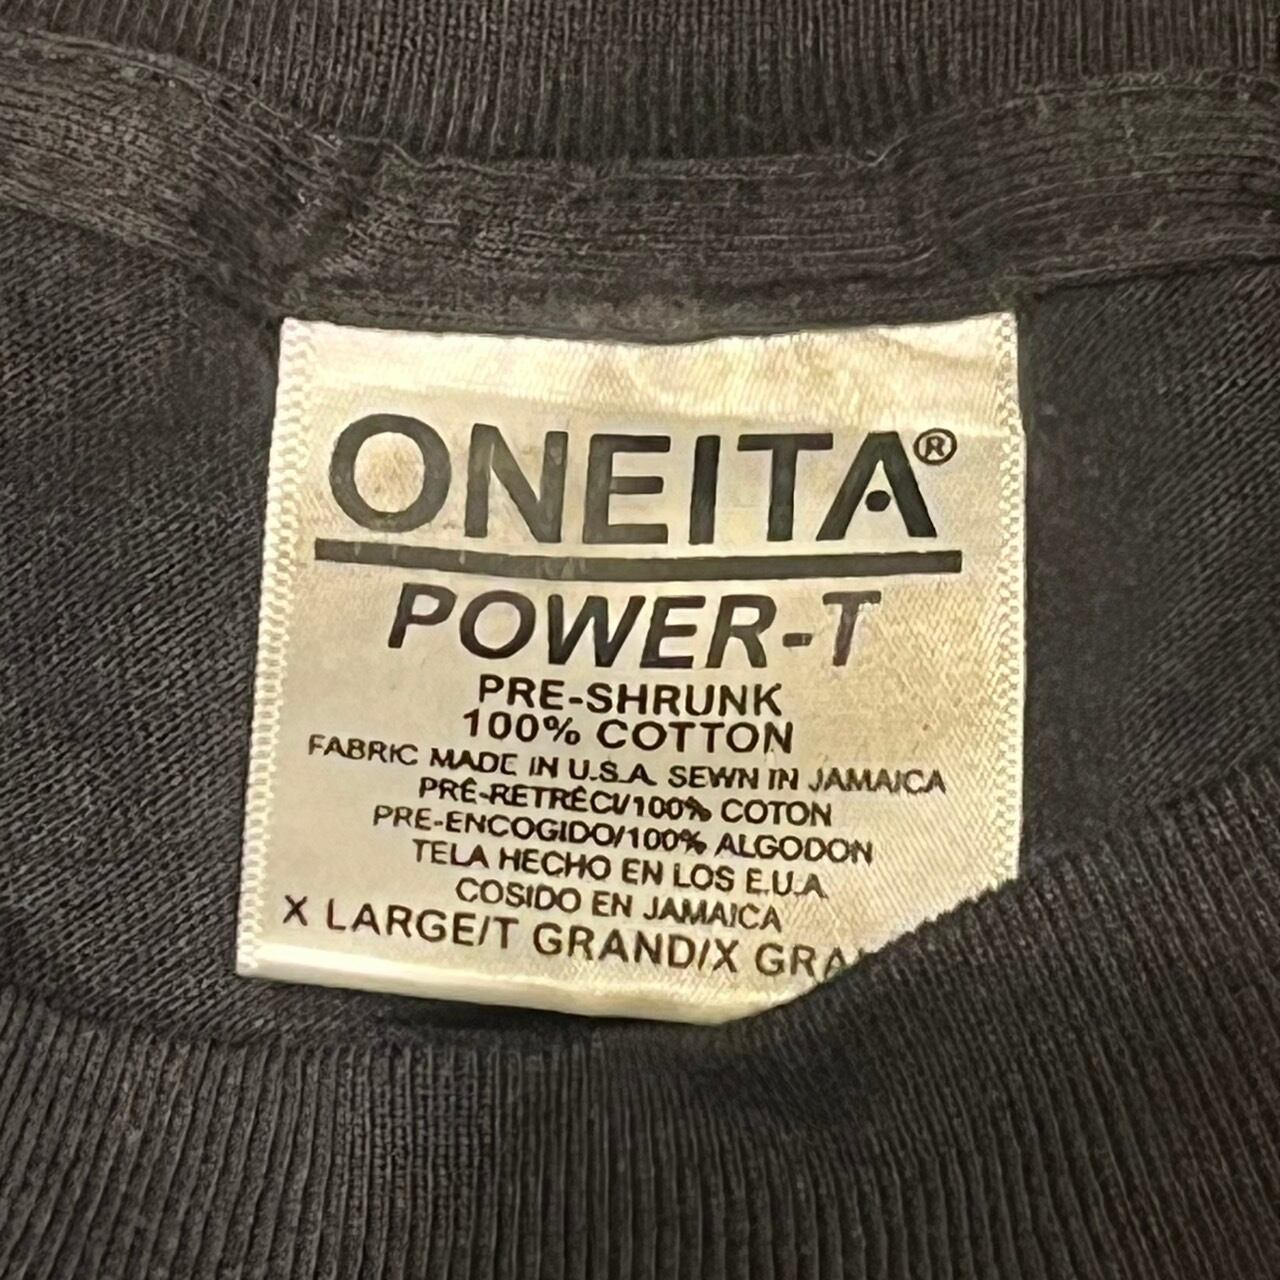 ONEITA®
POWER-T
PRE-SHRUNK
100% COTTON
FABRIC MADE IN U.S.A. SEWN IN JAMAICA
PRÉ-RETRÉCI/100% COTON
PRE-ENCOGIDO/100% ALGODON
TELA HECHO EN LOS E.U.A.
COSIDO EN JAMAICA
X LARGE/T GRAND/X